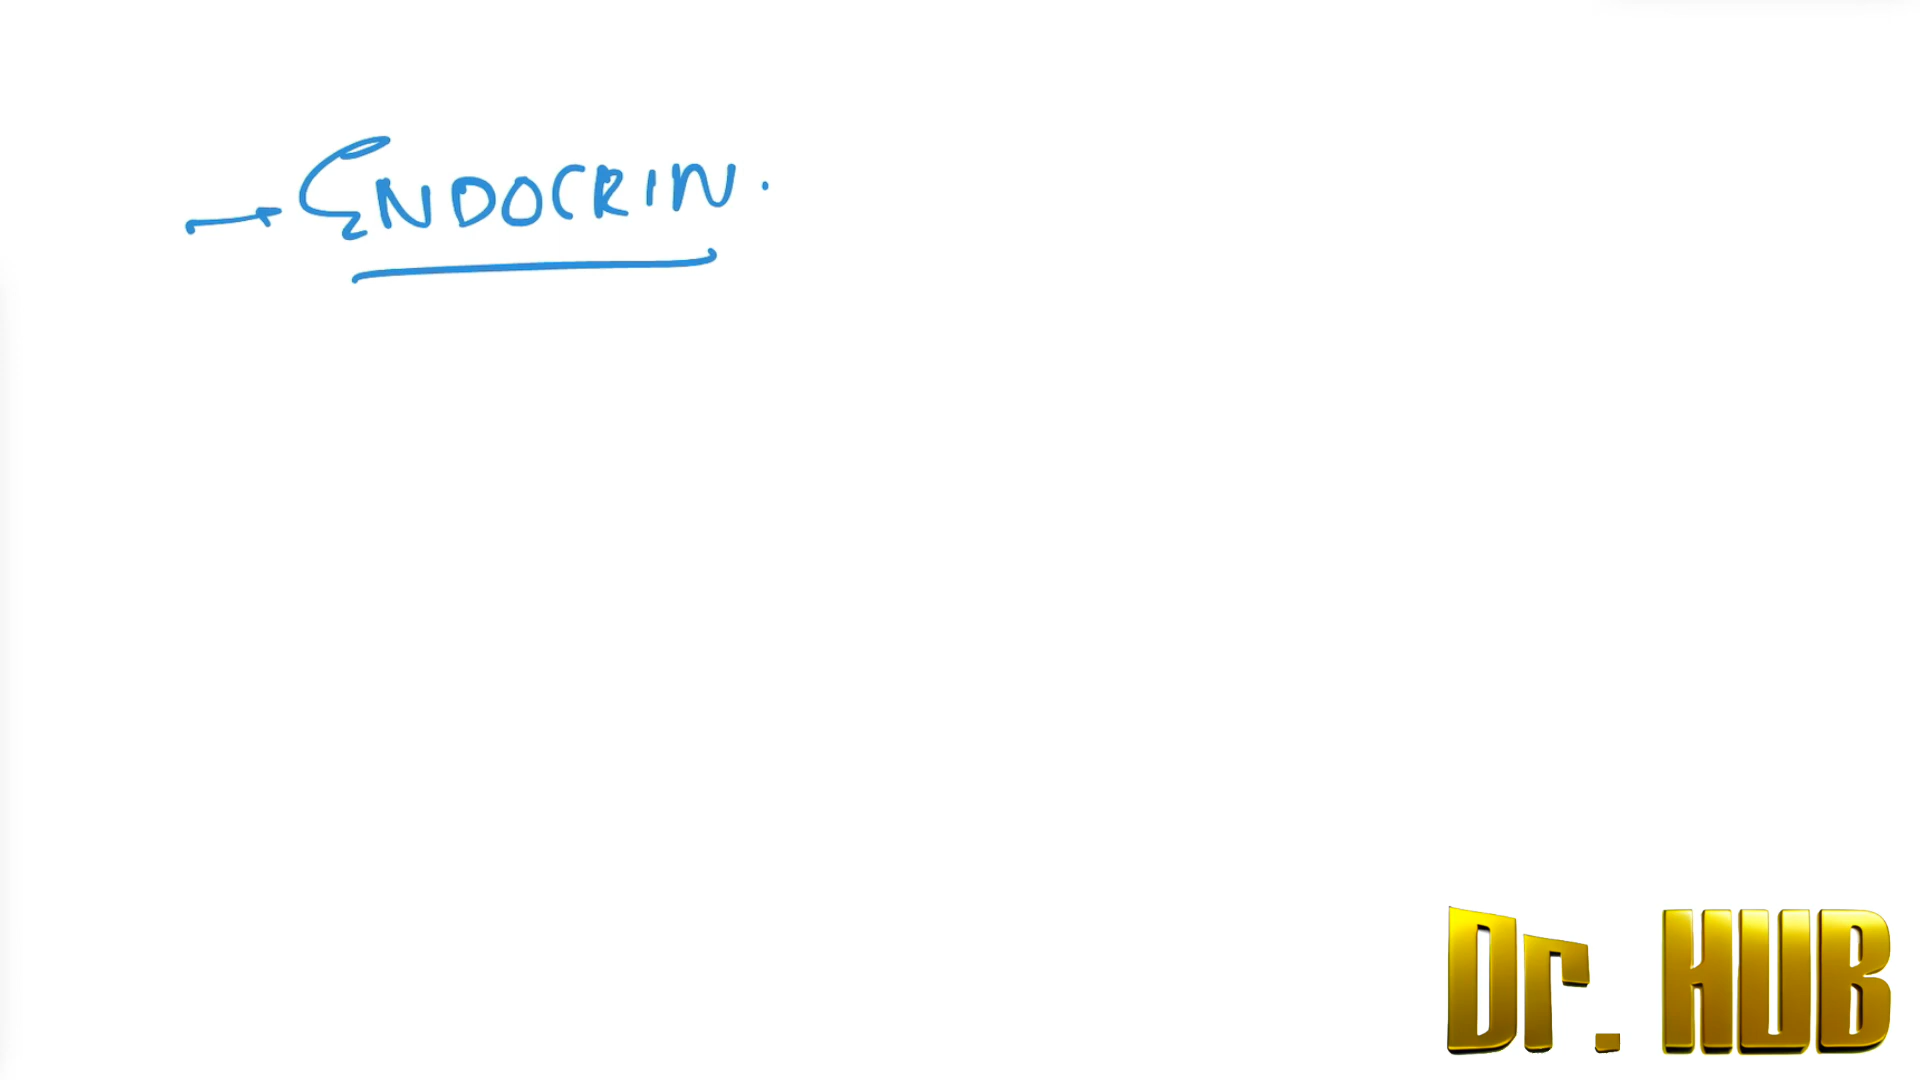 → ENDOCRIN.
Dr. HUB